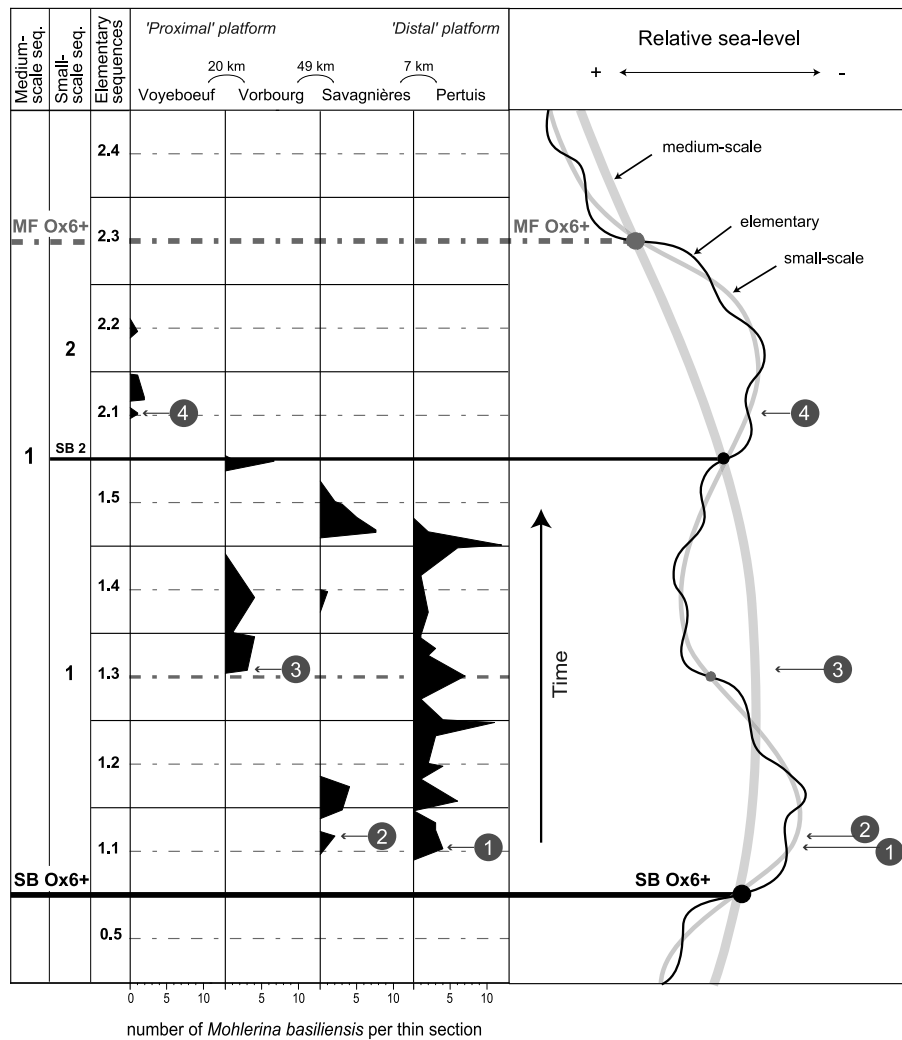 Medium-
scale seq.
Small-
scale seq.
Elementary
sequences
'Proximal' platform
'Distal' platform
20 km
49 km
7 km
Voyeboeuf
Vorbourg
Savagnières
Pertuis
Relative sea-level
+
-
2.4
medium-scale
MF Ox6+
2.3
MF Ox6+
elementary
small-scale
2.2
2
2.1
4
4
1
SB 2
1.5
1.4
Time
1
1.3
3
3
1.2
2
2
1.1
1
1
SB Ox6+
SB Ox6+
0.5
0
10
5
5
10
5
10
number of Mohlerina basiliensis per thin section